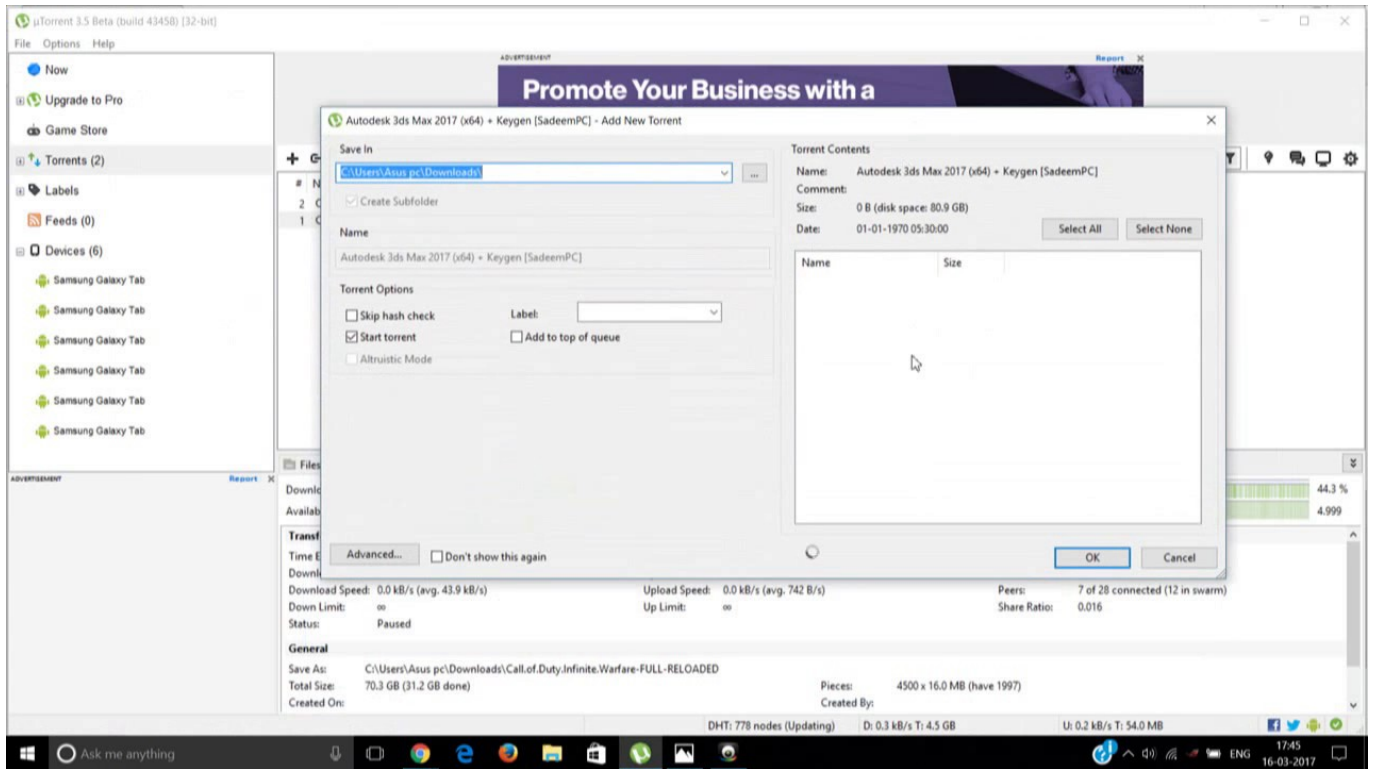 µTorrent 3.5 Beta (build 43458) [32-bit]
File Options Help
Now
Upgrade to Pro
Game Store
Torrents (2)
Labels
Feeds (0)
Devices (6)
Samsung Galaxy Tab
Samsung Galaxy Tab
Samsung Galaxy Tab
Samsung Galaxy Tab
Samsung Galaxy Tab
Samsung Galaxy Tab
ADVERTISEMENT Report
ADVERTISEMENT Report
Promote Your Business with a
# N
2 C
1 C
Autodesk 3ds Max 2017 (x64) + Keygen [SadeemPC] - Add New Torrent
Save In
C:\Users\Asus pc\Downloads\
...
Create Subfolder
Name
Autodesk 3ds Max 2017 (x64) + Keygen [SadeemPC]
Torrent Options
Skip hash check Label:
Start torrent Add to top of queue
Altruistic Mode
Advanced... Don't show this again
Torrent Contents
Name: Autodesk 3ds Max 2017 (x64) + Keygen [SadeemPC]
Comment:
Size: 0 B (disk space: 80.9 GB)
Date: 01-01-1970 05:30:00 Select All Select None
Name Size
OK Cancel
Files
Downlo
Availab
44.3 %
4.999
Transf
Time E
Downlo
Download Speed: 0.0 kB/s (avg. 43.9 kB/s) Upload Speed: 0.0 kB/s (avg. 742 B/s) Peers: 7 of 28 connected (12 in swarm)
Down Limit: ∞ Up Limit: ∞ Share Ratio: 0.016
Status: Paused
General
Save As: C:\Users\Asus pc\Downloads\Call.of.Duty.Infinite.Warfare-FULL-RELOADED
Total Size: 70.3 GB (31.2 GB done) Pieces: 4500 x 16.0 MB (have 1997)
Created On: Created By:
DHT: 778 nodes (Updating) D: 0.3 kB/s T: 4.5 GB U: 0.2 kB/s T: 54.0 MB
Ask me anything
ENG
17:45
16-03-2017